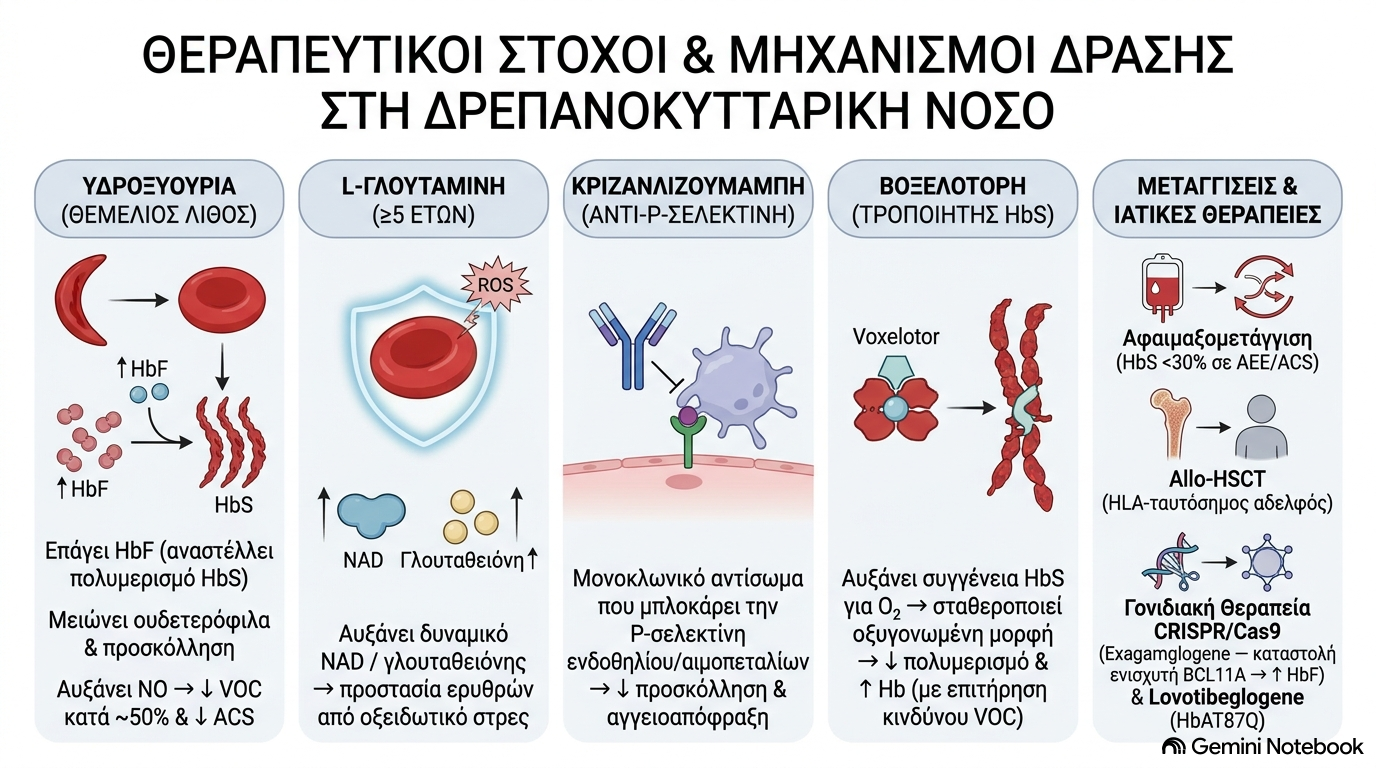 ΘΕΡΑΠΕΥΤΙΚΟΙ ΣΤΟΧΟΙ & ΜΗΧΑΝΙΣΜΟΙ ΔΡΑΣΗΣ
ΣΤΗ ΔΡΕΠΑΝΟΚΥΤΤΑΡΙΚΗ ΝΟΣΟ
ΥΔΡΟΞΥΟΥΡΙΑ
(ΘΕΜΕΛΙΟΣ ΛΙΘΟΣ)
↑HbF
↑HbF
HbS
Επάγει HbF (αναστέλλει
πολυμερισμό HbS)
Μειώνει ουδετερόφιλα
& προσκόλληση
Αυξάνει NO → ↓ VOC
κατά ~50% & ↓ ACS
L-ΓΛΟΥΤΑΜΙΝΗ
(≥5 ΕΤΩΝ)
ROS
NAD
Γλουταθειόνη↑
Αυξάνει δυναμικό
NAD / γλουταθειόνης
→ προστασία ερυθρών
από οξειδωτικό στρες
ΚΡΙΖΑΝΛΙΖΟΥΜΑΜΠΗ
(ΑΝΤΙ-P-ΣΕΛΕΚΤΙΝΗ)
Μονοκλωνικό αντίσωμα
που μπλοκάρει την
P-σελεκτίνη
ενδοθηλίου/αιμοπεταλίων
→ ↓ προσκόλληση &
αγγειοαπόφραξη
ΒΟΞΕΛΟΤΟΡΗ
(ΤΡΟΠΟΙΗΤΗΣ HbS)
Voxelotor
Αυξάνει συγγένεια HbS
για O₂ → σταθεροποιεί
οξυγονωμένη μορφή
→ ↓ πολυμερισμό &
↑ Hb (με επιτήρηση
κινδύνου VOC)
ΜΕΤΑΓΓΙΣΕΙΣ &
ΙΑΤΙΚΕΣ ΘΕΡΑΠΕΙΕΣ
Αφαιμαξομετάγγιση
(HbS <30% σε ΑΕΕ/ACS)
Allo-HSCT
(HLA-ταυτόσημος αδελφός)
Γονιδιακή Θεραπεία
CRISPR/Cas9
(Exagamglogene — καταστολή
ενισχυτή BCL11A → ↑ HbF)
& Lovotibeglogene
(HbAT87Q)
Gemini Notebook